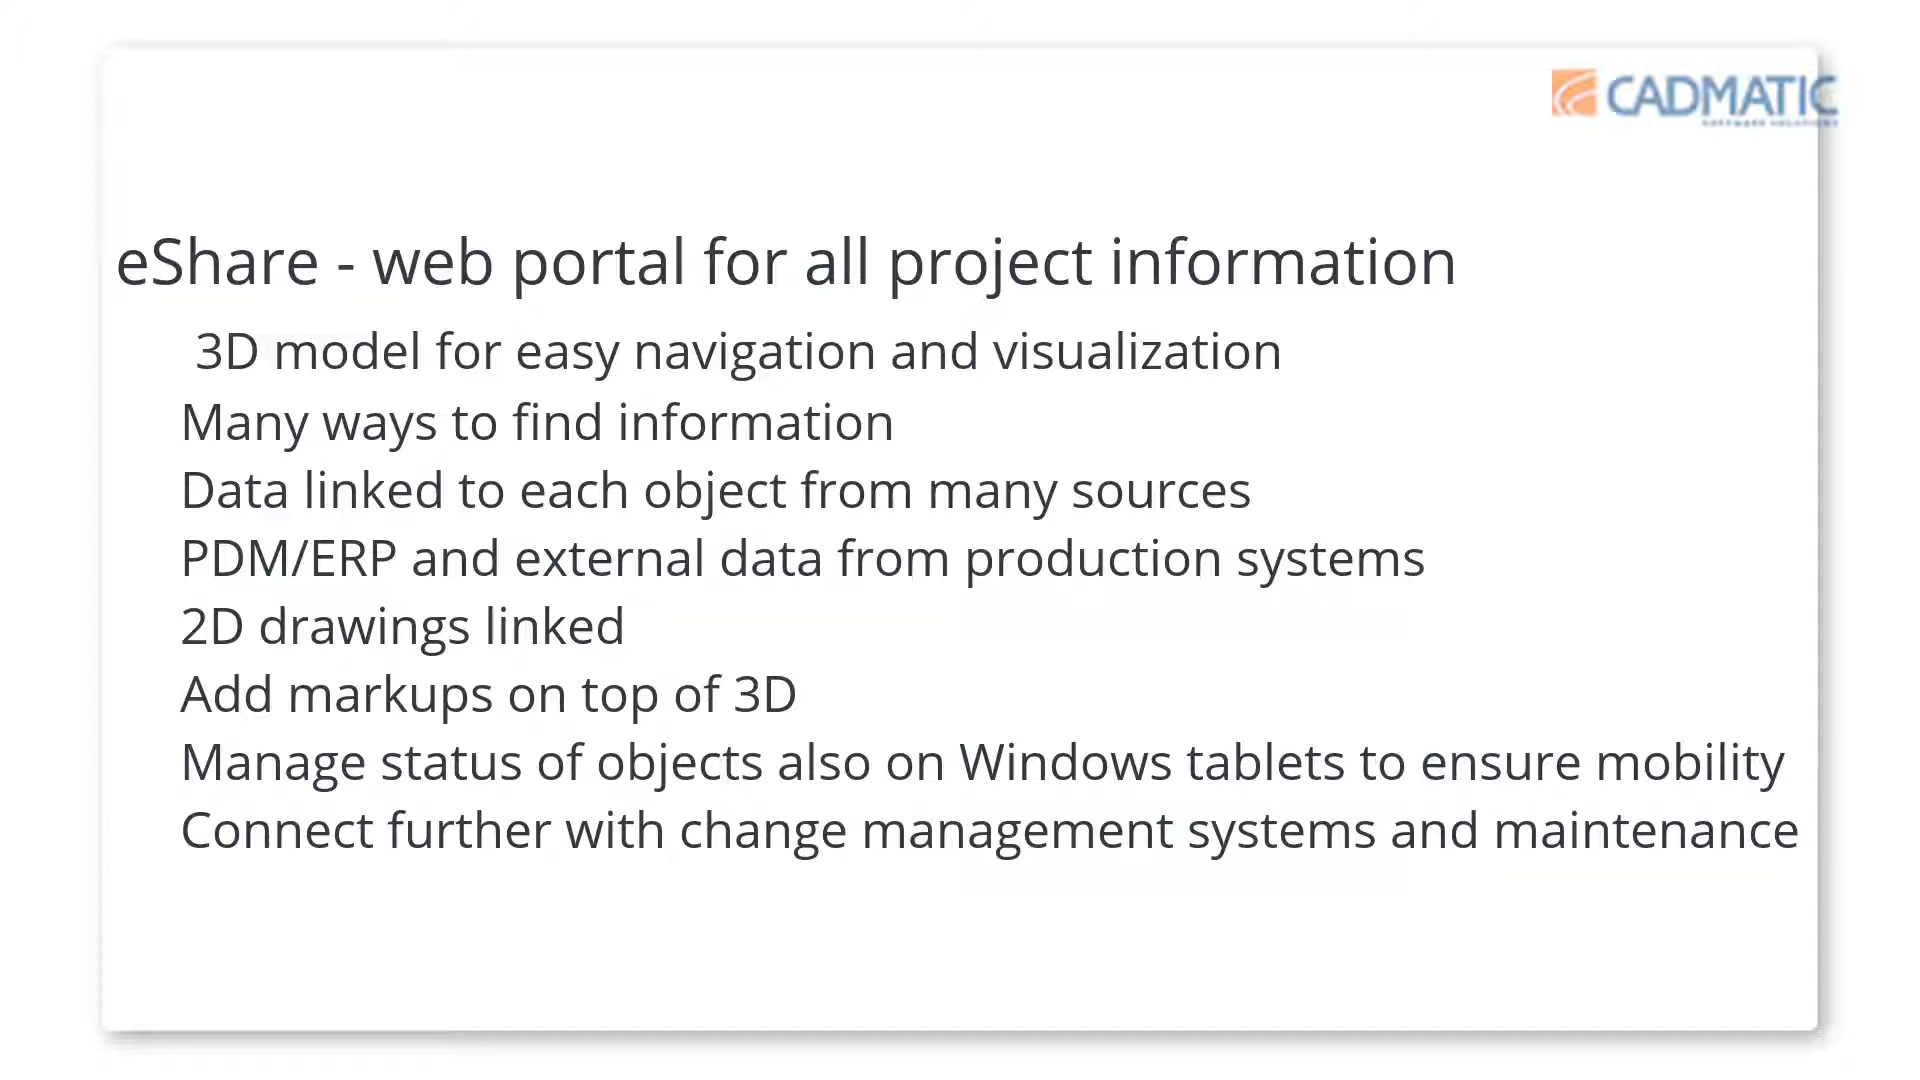 CADMATIC
SOFTWARE SOLUTIONS
eShare - web portal for all project information
3D model for easy navigation and visualization
Many ways to find information
Data linked to each object from many sources
PDM/ERP and external data from production systems
2D drawings linked
Add markups on top of 3D
Manage status of objects also on Windows tablets to ensure mobility
Connect further with change management systems and maintenance